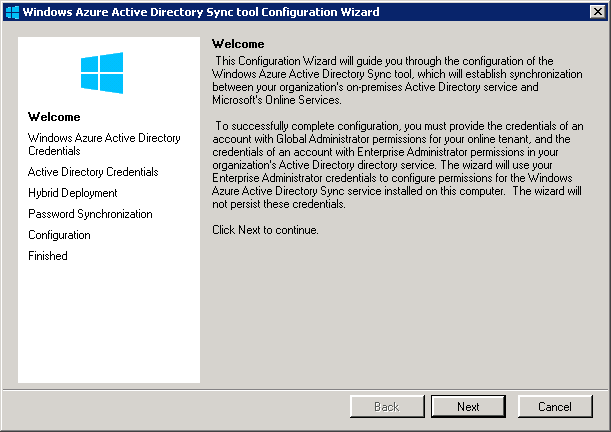 Windows Azure Active Directory Sync tool Configuration Wizard
Welcome
Windows Azure Active Directory
Credentials
Active Directory Credentials
Hybrid Deployment
Password Synchronization
Configuration
Finished
Welcome
This Configuration Wizard will guide you through the configuration of the
Windows Azure Active Directory Sync tool, which will establish synchronization
between your organization's on-premises Active Directory service and
Microsoft's Online Services.
To successfully complete configuration, you must provide the credentials of an
account with Global Administrator permissions for your online tenant, and the
credentials of an account with Enterprise Administrator permissions in your
organization's Active Directory directory service. The wizard will use your
Enterprise Administrator credentials to configure permissions for the Windows
Azure Active Directory Sync service installed on this computer. The wizard will
not persist these credentials.
Click Next to continue.
Back
Next
Cancel